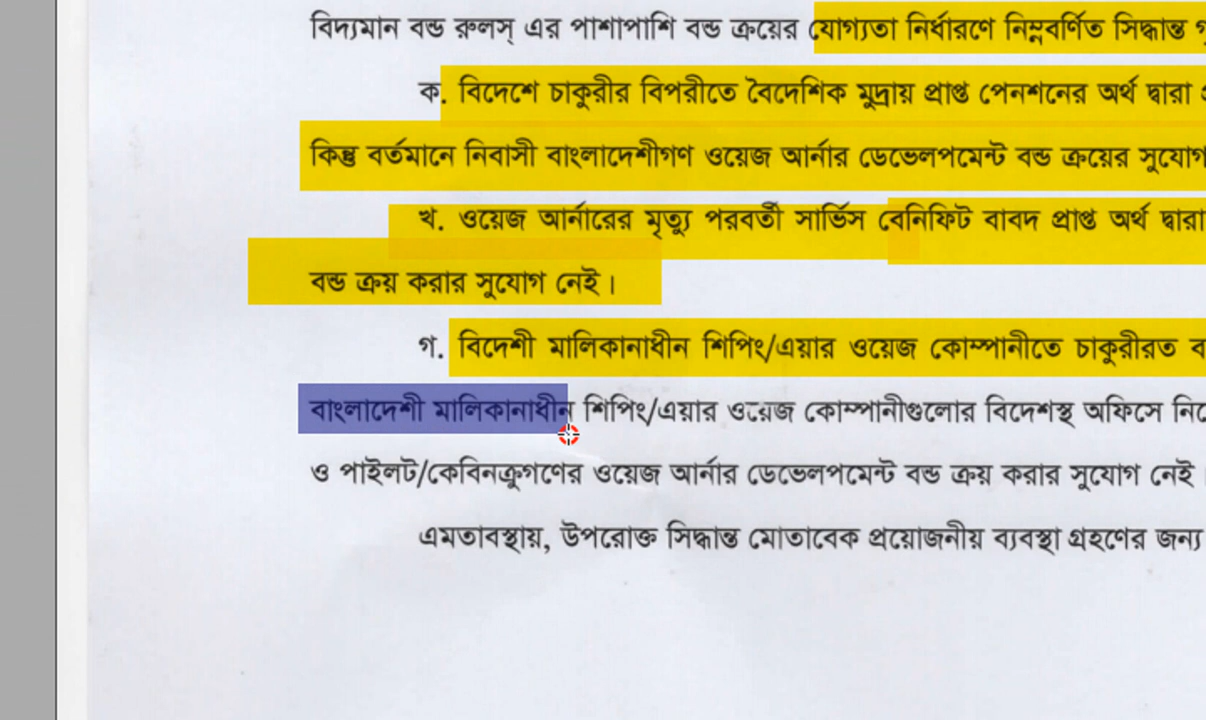 বিদ্যমান বন্ড রুলস্ এর পাশাপাশি বন্ড ক্রয়ের যোগ্যতা নির্ধারণে নিম্নবর্ণিত সিদ্ধান্ত
ক. বিদেশে চাকুরীর বিপরীতে বৈদেশিক মুদ্রায় প্রাপ্ত পেনশনের অর্থ দ্বারা
কিন্তু বর্তমানে নিবাসী বাংলাদেশীগণ ওয়েজ আর্নার ডেভেলপমেন্ট বন্ড ক্রয়ের সুযোগ
খ. ওয়েজ আর্নারের মৃত্যু পরবর্তী সার্ভিস বেনিফিট বাবদ প্রাপ্ত অর্থ দ্বারা
বন্ড ক্রয় করার সুযোগ নেই।
গ. বিদেশী মালিকানাধীন শিপিং/এয়ার ওয়েজ কোম্পানীতে চাকুরীরত
বাংলাদেশী মালিকানাধীন শিপিং/এয়ার ওয়েজ কোম্পানীগুলোর বিদেশস্থ অফিসে
ও পাইলট/কেবিনক্রুগণের ওয়েজ আর্নার ডেভেলপমেন্ট বন্ড ক্রয় করার সুযোগ নেই
এমতাবস্থায়, উপরোক্ত সিদ্ধান্ত মোতাবেক প্রয়োজনীয় ব্যবস্থা গ্রহণের জন্য